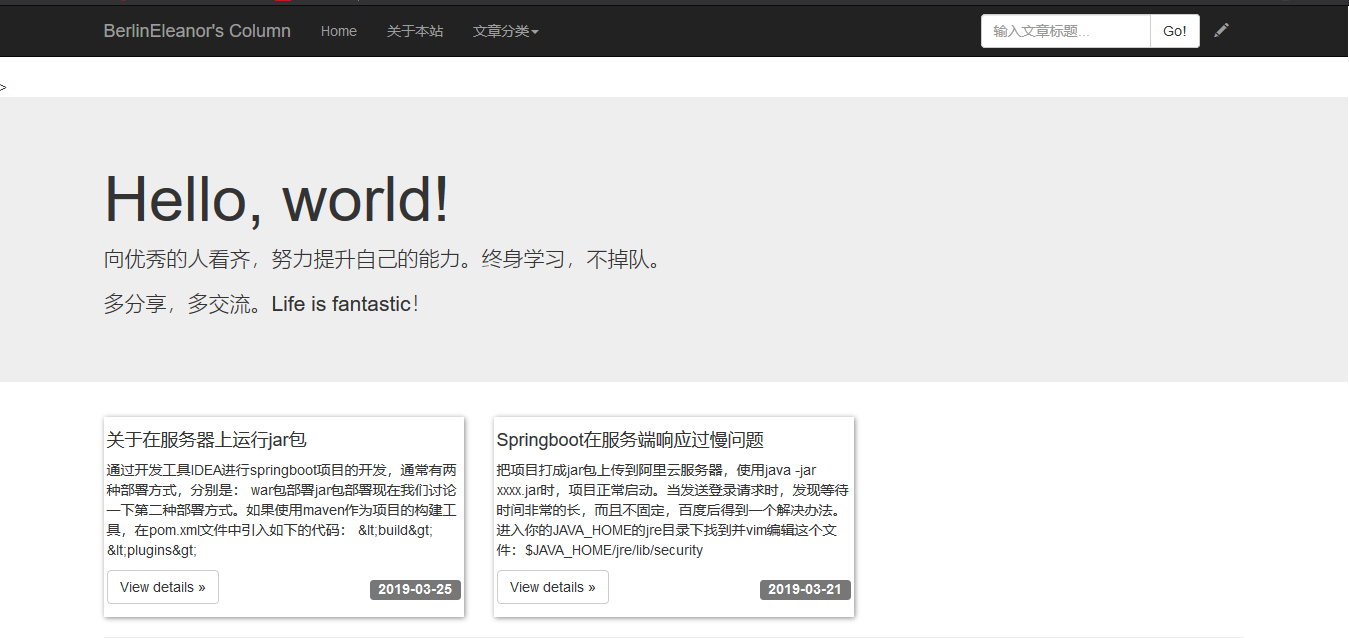 BerlinEleanor's Column Home 关于本站 文章分类 输入文章标题... Go!
>
Hello, world!
向优秀的人看齐，努力提升自己的能力。终身学习，不掉队。
多分享，多交流。Life is fantastic！
关于在服务器上运行jar包
通过开发工具IDEA进行springboot项目的开发，通常有两
种部署方式，分别是： war包部署jar包部署现在我们讨论
一下第二种部署方式。如果使用maven作为项目的构建工
具，在pom.xml文件中引入如下的代码： &lt;build&gt;
&lt;plugins&gt;
View details »
2019-03-25
Springboot在服务端响应过慢问题
把项目打成jar包上传到阿里云服务器，使用java -jar
xxxx.jar时，项目正常启动。当发送登录请求时，发现等待
时间非常的长，而且不固定，百度后得到一个解决办法。
进入你的JAVA_HOME的jre目录下找到并vim编辑这个文
件：$JAVA_HOME/jre/lib/security
View details »
2019-03-21